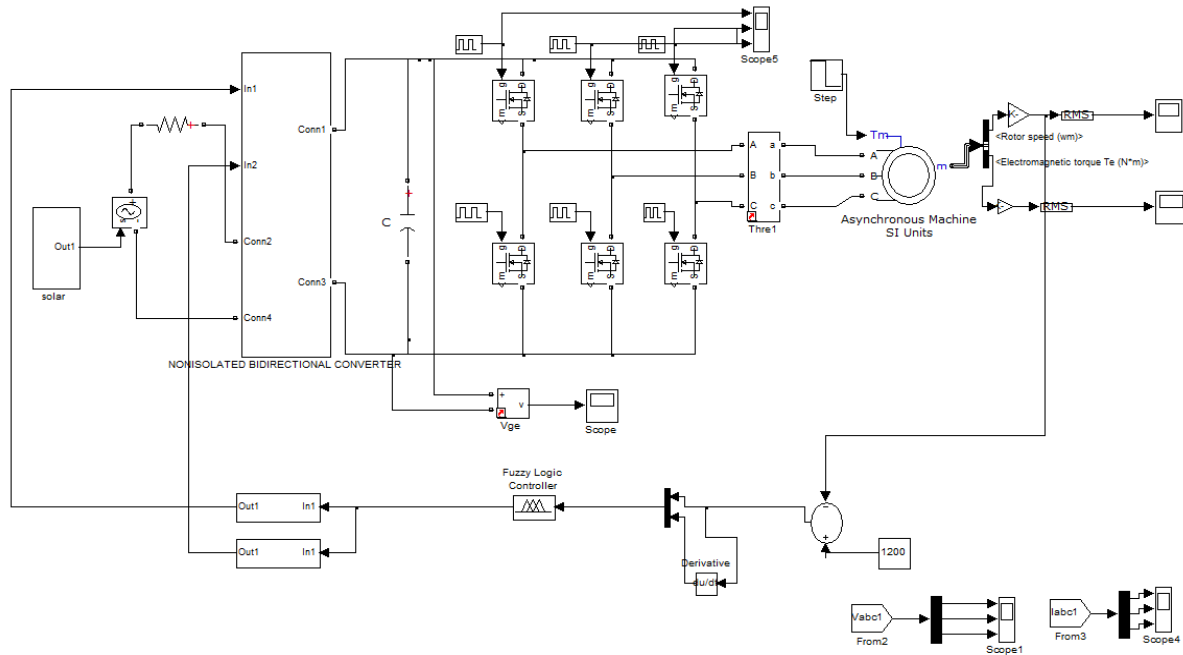 Scope5
Step
In1
Conn1
In2
Conn2
Conn3
Conn4
NONISOLATED BIDIRECTIONAL CONVERTER
Out1
solar
s
+
-
+
+
C
g
D
E
S
g
D
E
S
g
D
E
S
g
D
E
S
g
D
E
S
g
D
E
S
A
a
B
b
C
c
Thre1
Tm
A
B
C
m
Asynchronous Machine
SI Units
K-
RMS
<Rotor speed (wm)>
<Electromagnetic torque Te (N*m)>
-
RMS
+
-
v
Vge
Scope
Fuzzy Logic
Controller
Out1
In1
Out1
In1
Derivative
du/dt
−
+
1200
Vabc1
From2
Scope1
Iabc1
From3
Scope4